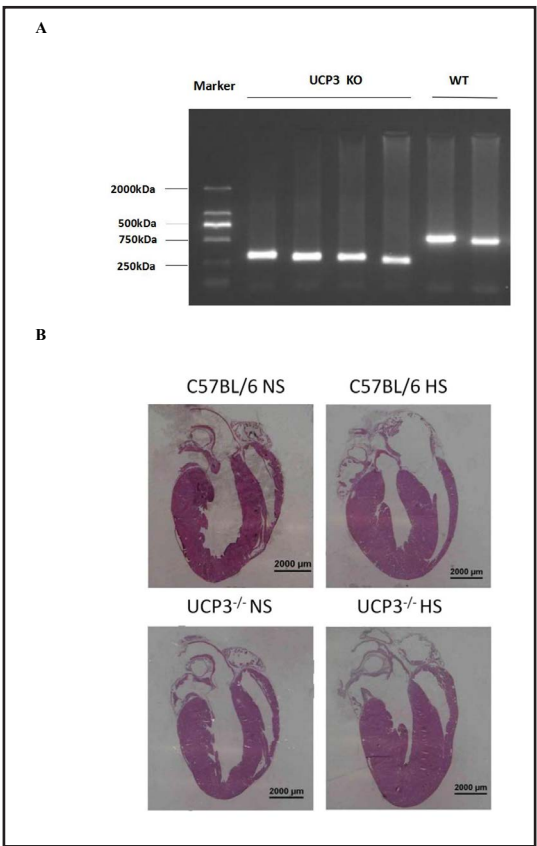 A
Marker UCP3 KO WT
2000kDa
500kDa
750kDa
250kDa
B
C57BL/6 NS C57BL/6 HS
2000 µm 2000 µm
UCP3-/- NS UCP3-/- HS
2000 µm 2000 µm